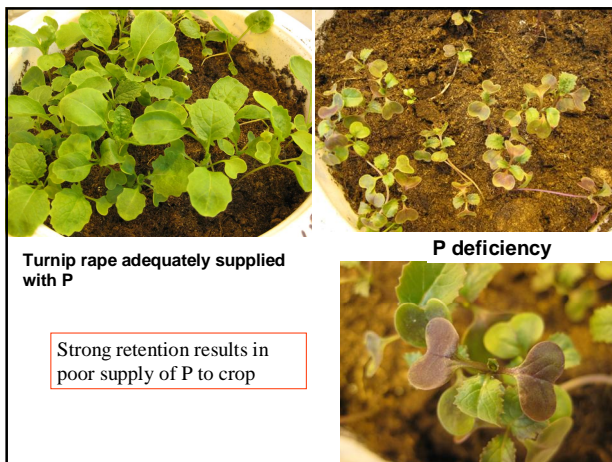 Turnip rape adequately supplied
with P
P deficiency
Strong retention results in
poor supply of P to crop